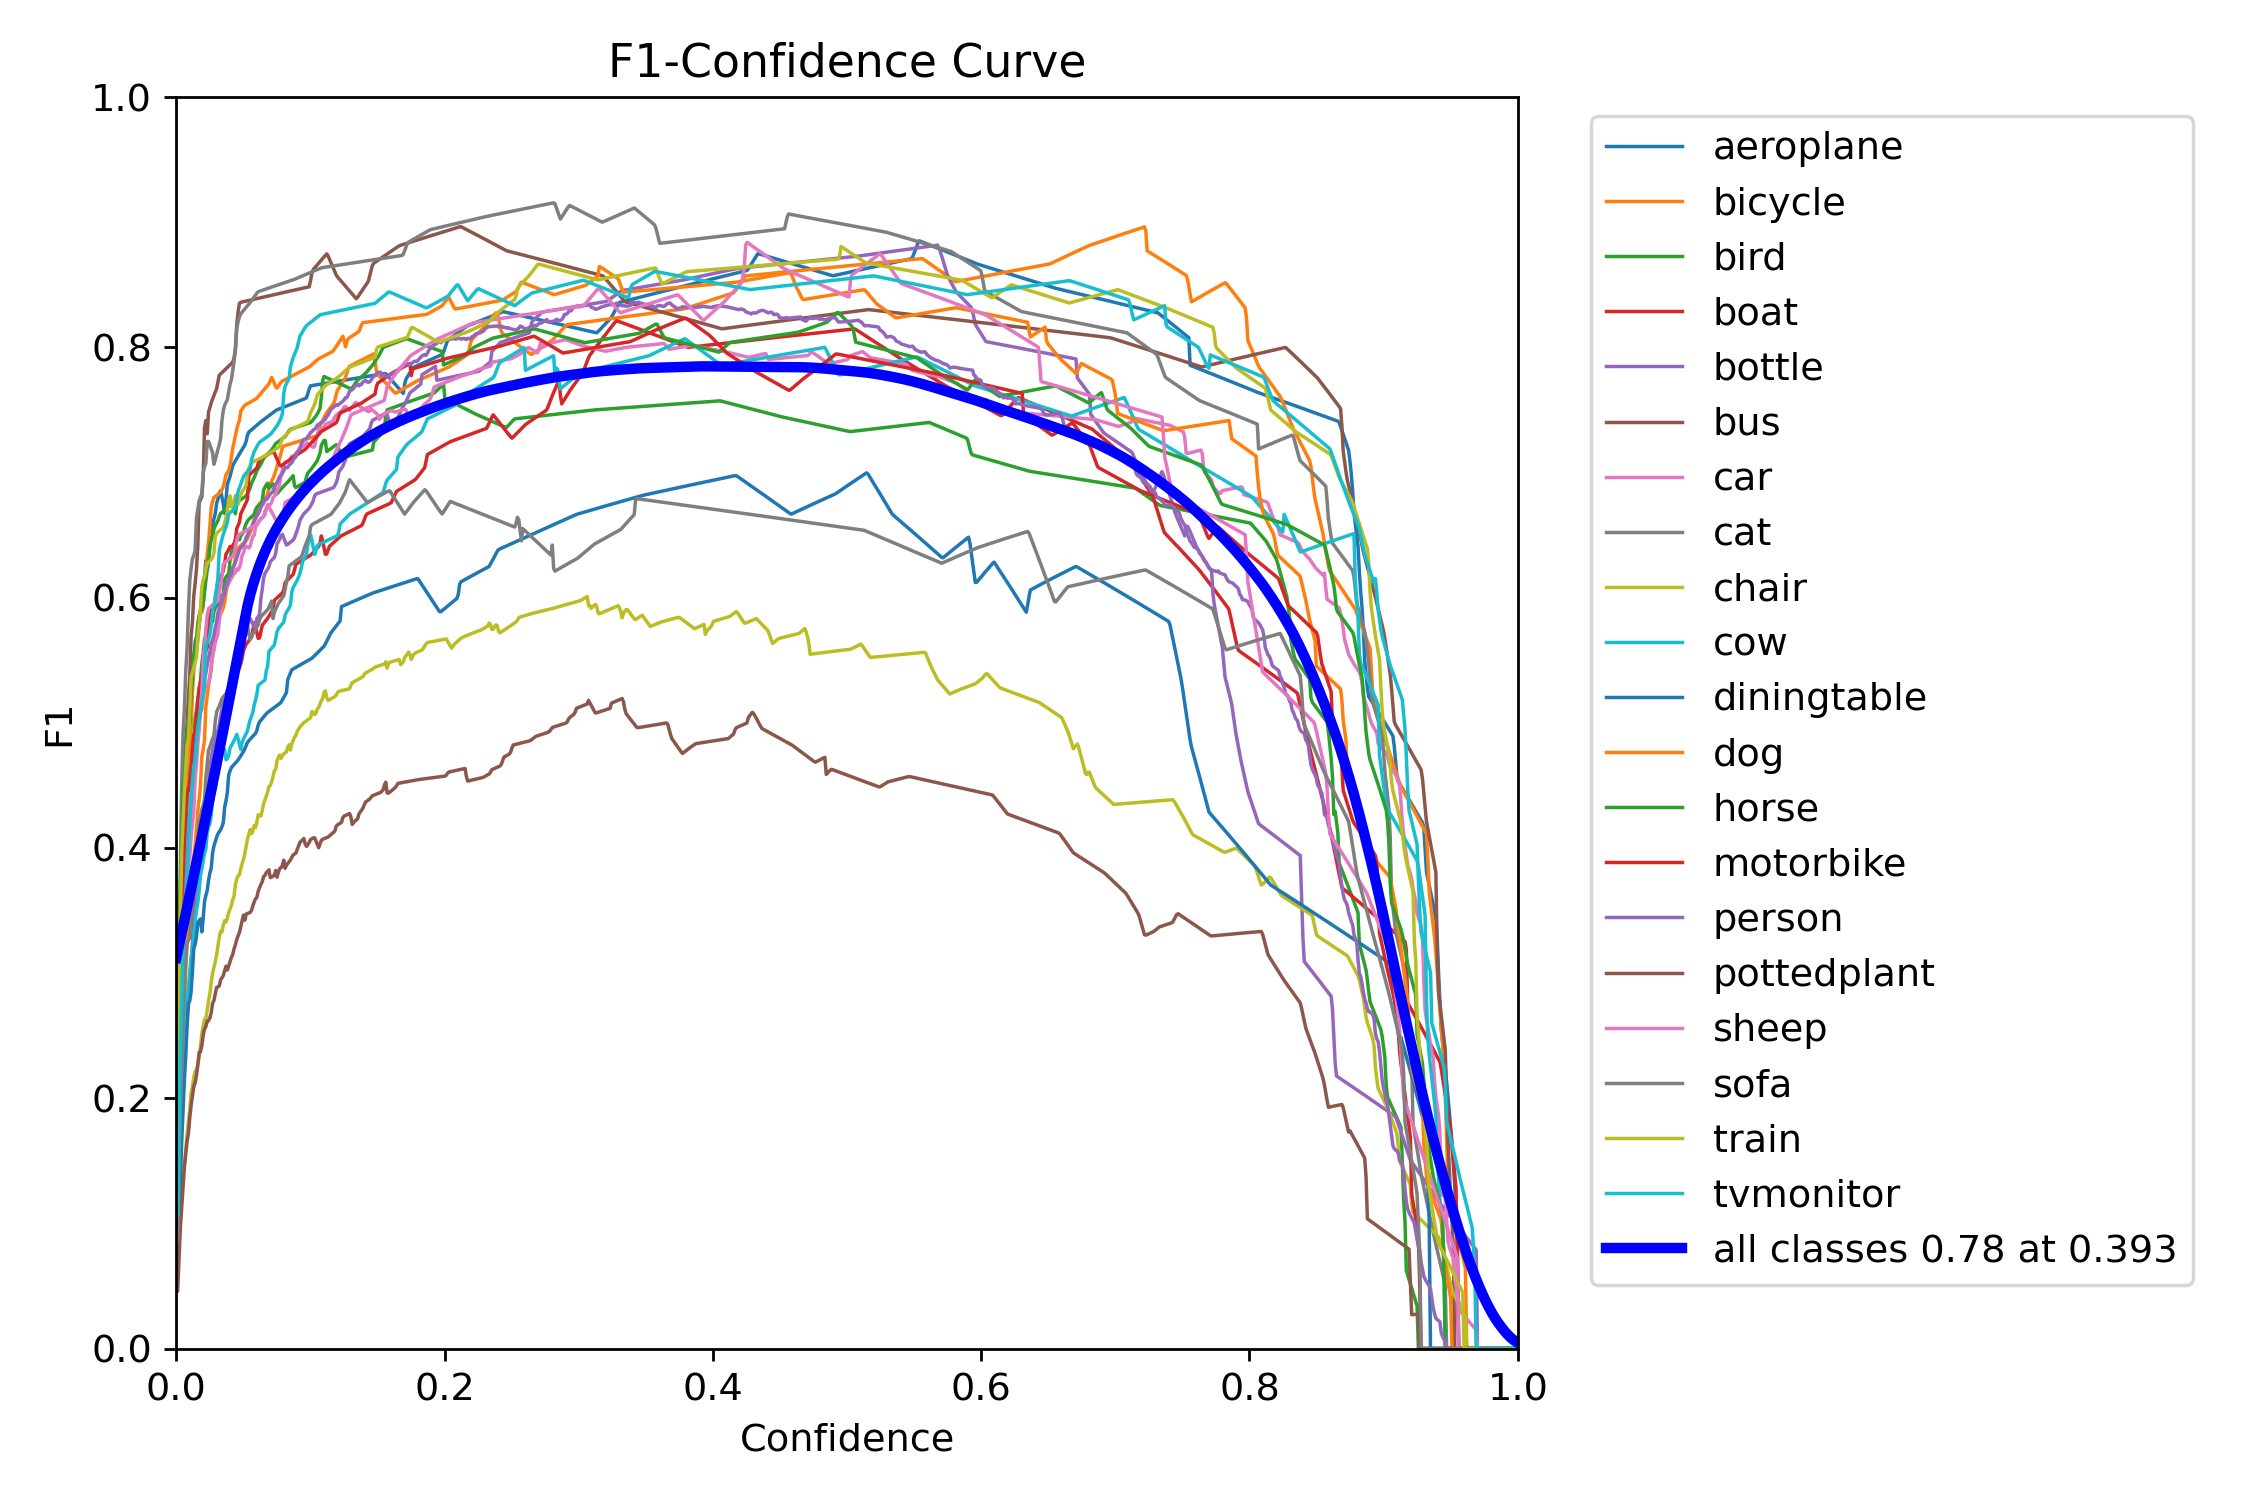 F1-Confidence Curve
1.0
0.8
0.6
0.4
0.2
0.0
F1
0.0 0.2 0.4 0.6 0.8 1.0
Confidence
aeroplane
bicycle
bird
boat
bottle
bus
car
cat
chair
cow
diningtable
dog
horse
motorbike
person
pottedplant
sheep
sofa
train
tvmonitor
all classes 0.78 at 0.393